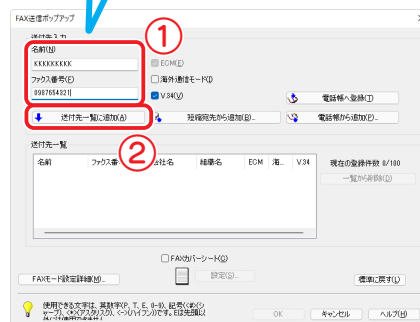 FAX送信ポップアップ
送付先入力
名前(N)
KKKKKKKKK
ファクス番号(F)
0987654321
ECM(E)
海外通信モード(I)
V.34(V)
①
電話帳へ登録(T)
送付先一覧に追加(A)
短縮宛先から追加(B)...
電話帳から追加(P)...
②
送付先一覧
名前 ファクス番 会社名 組織名 ECM 海... V.34
現在の登録件数 0/100
一覧から削除(D)
FAXカバーシート(C)
設定(S)...
FAXモード設定詳細(M)...
標準に戻す(L)
使用できる文字は、英数字(P, T, E, 0-9)、記号(<#>(シ
ャープ)、<*>(アスタリスク)、<->(ハイフン))です。Eは先頭以
OK
キャンセル
ヘルプ(H)